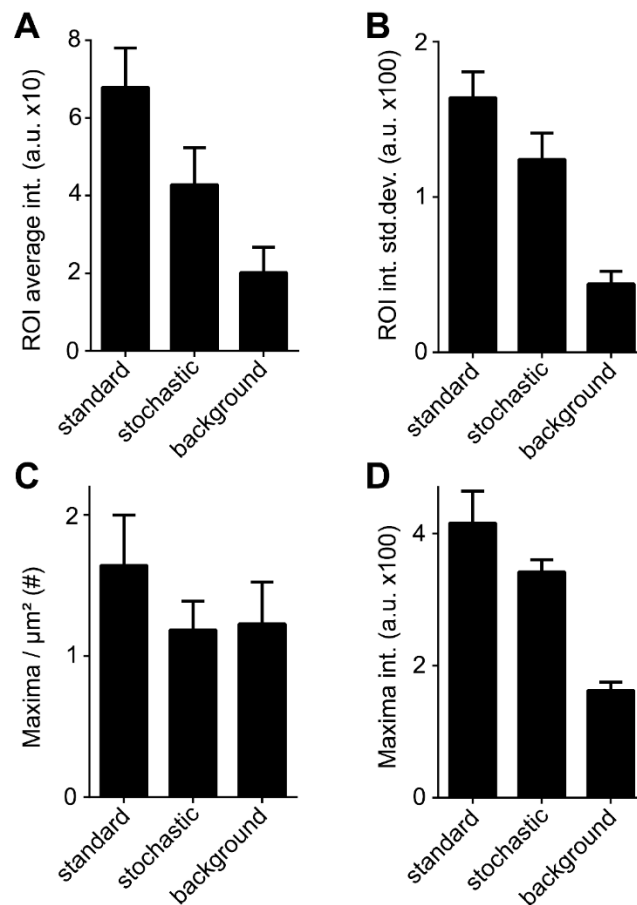 A
ROI average int. (a.u. x10)
8
6
4
2
0
standard
stochastic
background
B
ROI int. std.dev. (a.u. x100)
2
1
0
standard
stochastic
background
C
Maxima / µm² (#)
2
1
0
standard
stochastic
background
D
Maxima int. (a.u. x100)
4
2
0
standard
stochastic
background